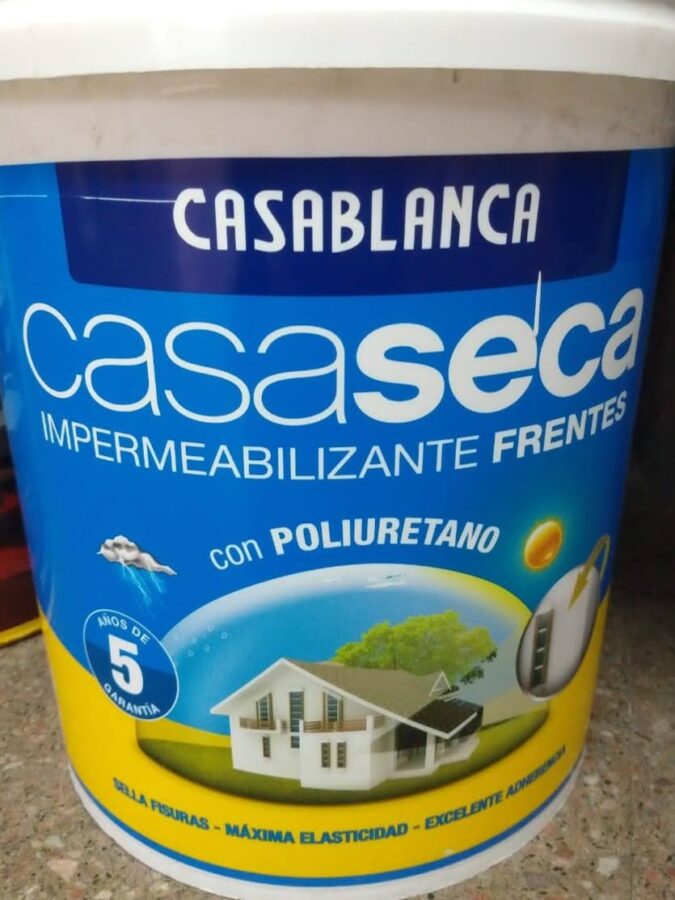 CASABLANCA
casaseca
IMPERMEABILIZANTE FRENTES
con POLIURETANO
AÑOS DE
5
GARANTÍA
SELLA FISURAS - MÁXIMA ELASTICIDAD - EXCELENTE ADHERENCIA